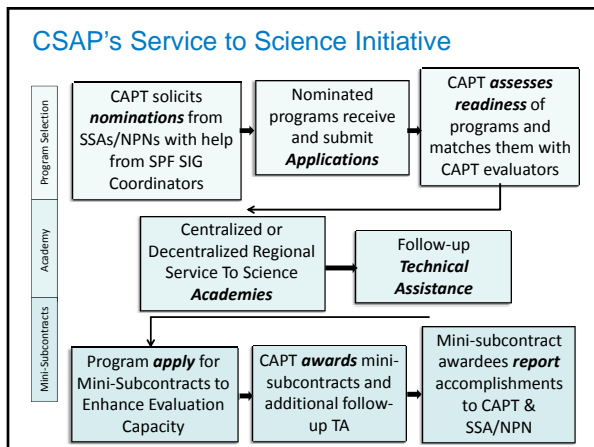 CSAP's Service to Science Initiative
Program Selection
CAPT solicits
nominations from
SSAs/NPNs with help
from SPF SIG
Coordinators
Nominated
programs receive
and submit
Applications
CAPT assesses
readiness of
programs and
matches them with
CAPT evaluators
Academy
Centralized or
Decentralized Regional
Service To Science
Academies
Follow-up
Technical
Assistance
Mini-Subcontracts
Program apply for
Mini-Subcontracts to
Enhance Evaluation
Capacity
CAPT awards mini-
subcontracts and
additional follow-
up TA
Mini-subcontract
awardees report
accomplishments
to CAPT &
SSA/NPN